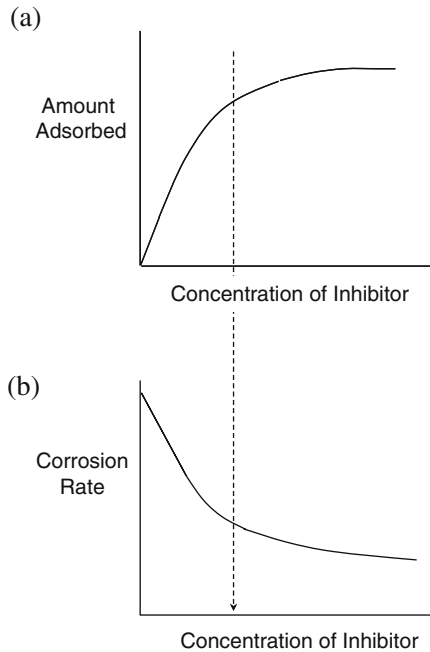 (a)
Amount
Adsorbed
Concentration of Inhibitor
(b)
Corrosion
Rate
Concentration of Inhibitor